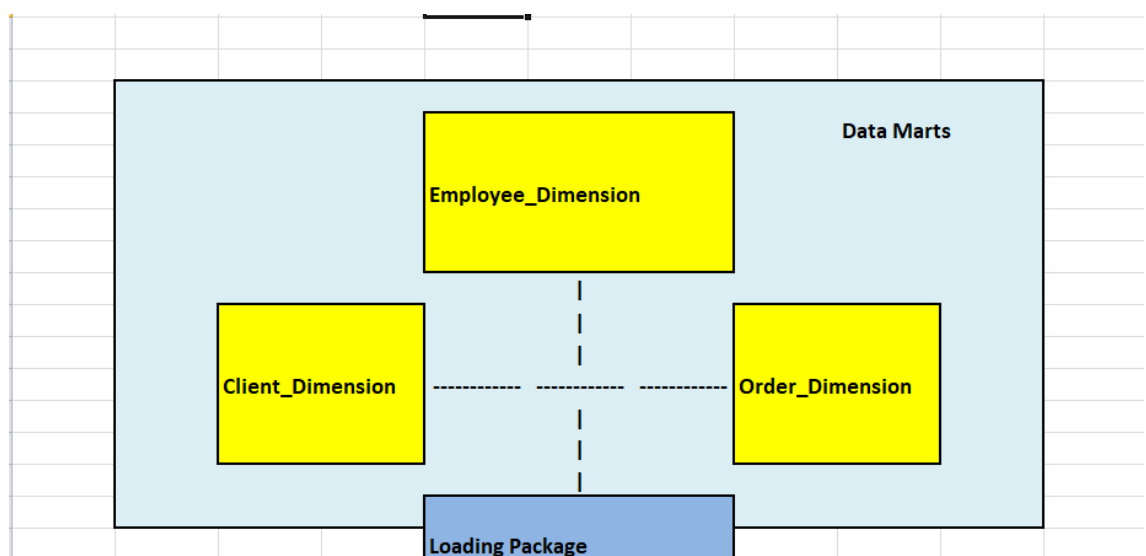 Data Marts
Employee_Dimension
|
|
|
Client_Dimension ------------ ------------ ------------ Order_Dimension
|
|
|
Loading Package